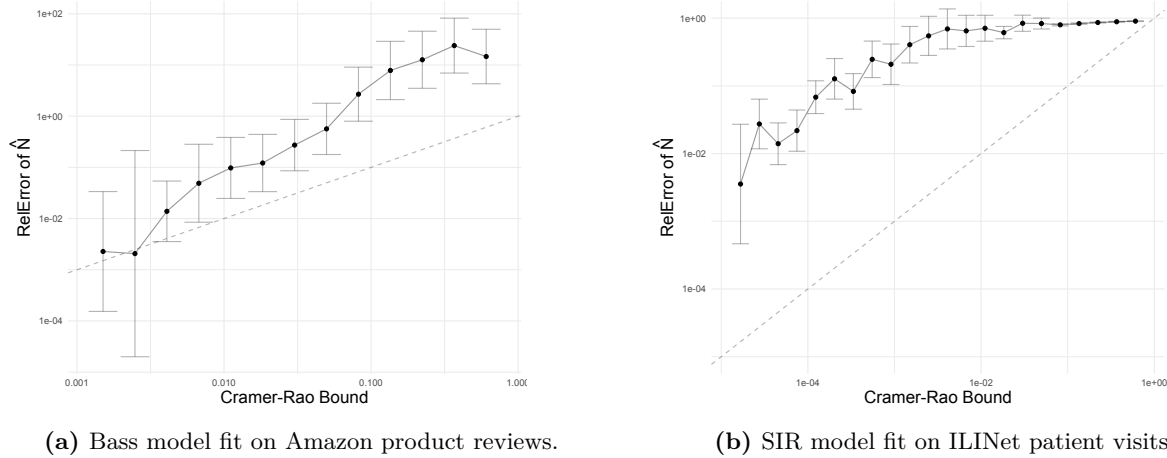 1e+02
1e+00
1e-02
1e-04
RelError of N̂
0.001
0.010
0.100
1.000
Cramer-Rao Bound
(a) Bass model fit on Amazon product reviews.
1e+00
1e-02
1e-04
RelError of N̂
1e-04
1e-02
1e+00
Cramer-Rao Bound
(b) SIR model fit on ILINet patient visits